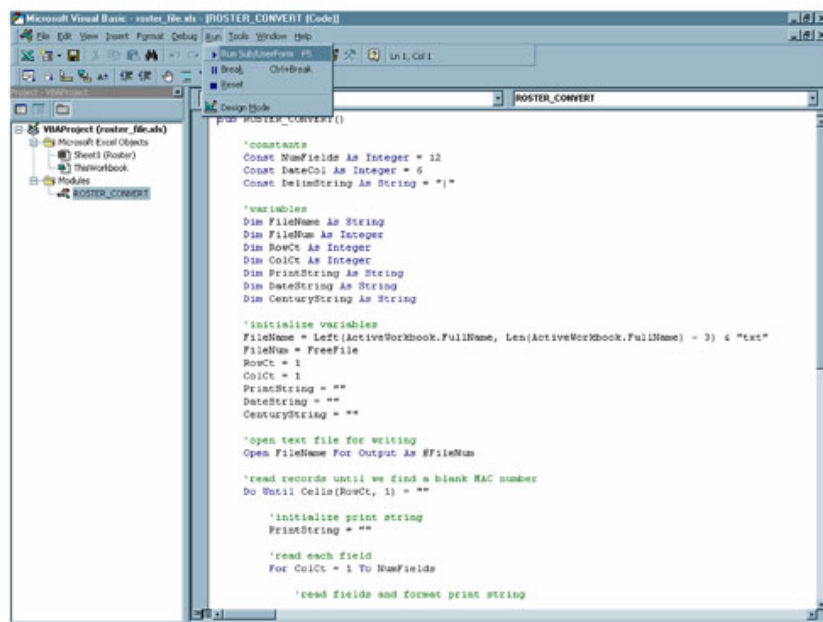 Microsoft Visual Basic - roster_file.xls - [ROSTER_CONVERT (Code)]
File Edit View Insert Format Debug Run Tools Window Help
Run Sub/UserForm F5
Break Ctrl+Break
Reset
Design Mode
Ln 1, Col 1
Project - VBAProject
VBAProject (roster_file.xls)
Microsoft Excel Objects
Sheet1 (Roster)
ThisWorkbook
Modules
ROSTER_CONVERT
ROSTER_CONVERT
Sub ROSTER_CONVERT()
'constants
Const NumFields As Integer = 12
Const DateCol As Integer = 6
Const DelimString As String = "|"
'variables
Dim FileName As String
Dim FileNum As Integer
Dim RowCt As Integer
Dim ColCt As Integer
Dim PrintString As String
Dim DateString As String
Dim CenturyString As String
'initialize variables
FileName = Left(ActiveWorkbook.FullName, Len(ActiveWorkbook.FullName) - 3) & "txt"
FileNum = FreeFile
RowCt = 1
ColCt = 1
PrintString = ""
DateString = ""
CenturyString = ""
'open text file for writing
Open FileName For Output As #FileNum
'read records until we find a blank MAC number
Do Until Cells(RowCt, 1) = ""
'initialize print string
PrintString = ""
'read each field
For ColCt = 1 To NumFields
'read fields and format print string